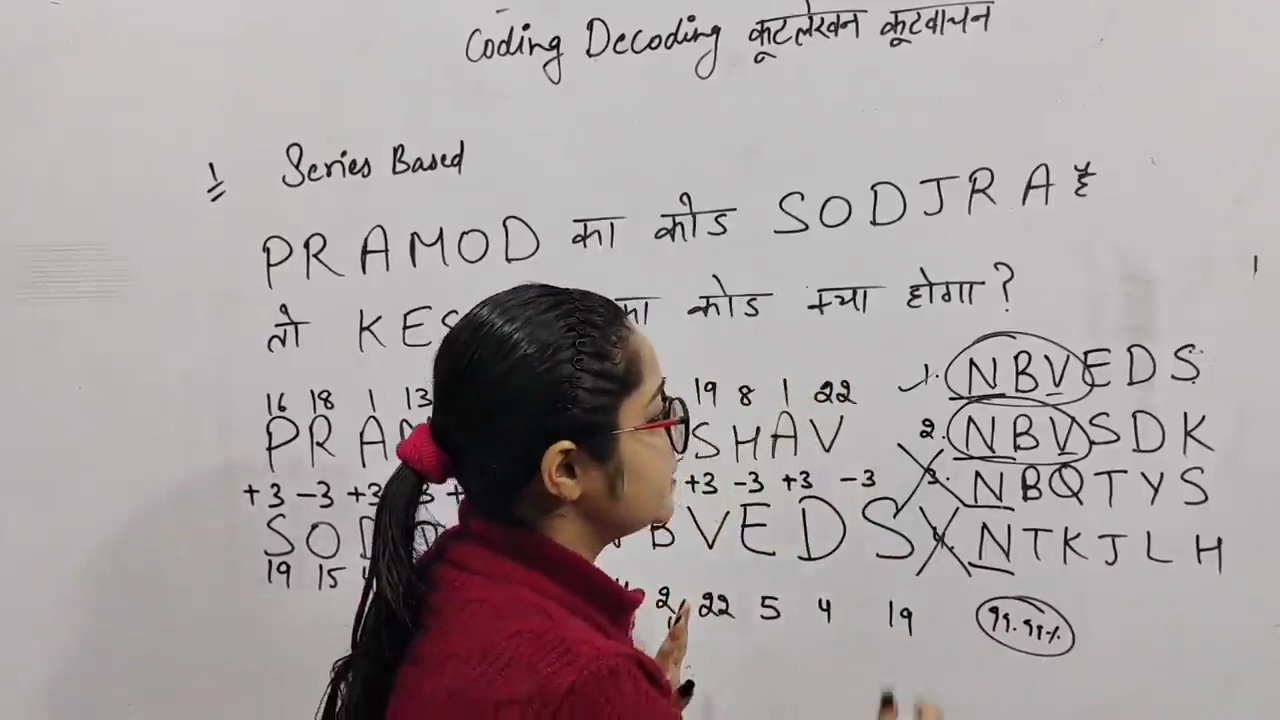 Coding Decoding कूटलेखन कूटवाचन
1 Series Based
PRAMOD का कोड SODJRA है
तो KES का कोड क्या होगा?
1. NBVEDS
16 18 1 13 19 8 1 22
PRA SHAV
2. NBVSDK
+3 -3 +3 +3 -3 +3 -3
3. NBQTYS
SOD BVEDS
4. NTKJLH
19 15 2 22 5 4 19
99.99%